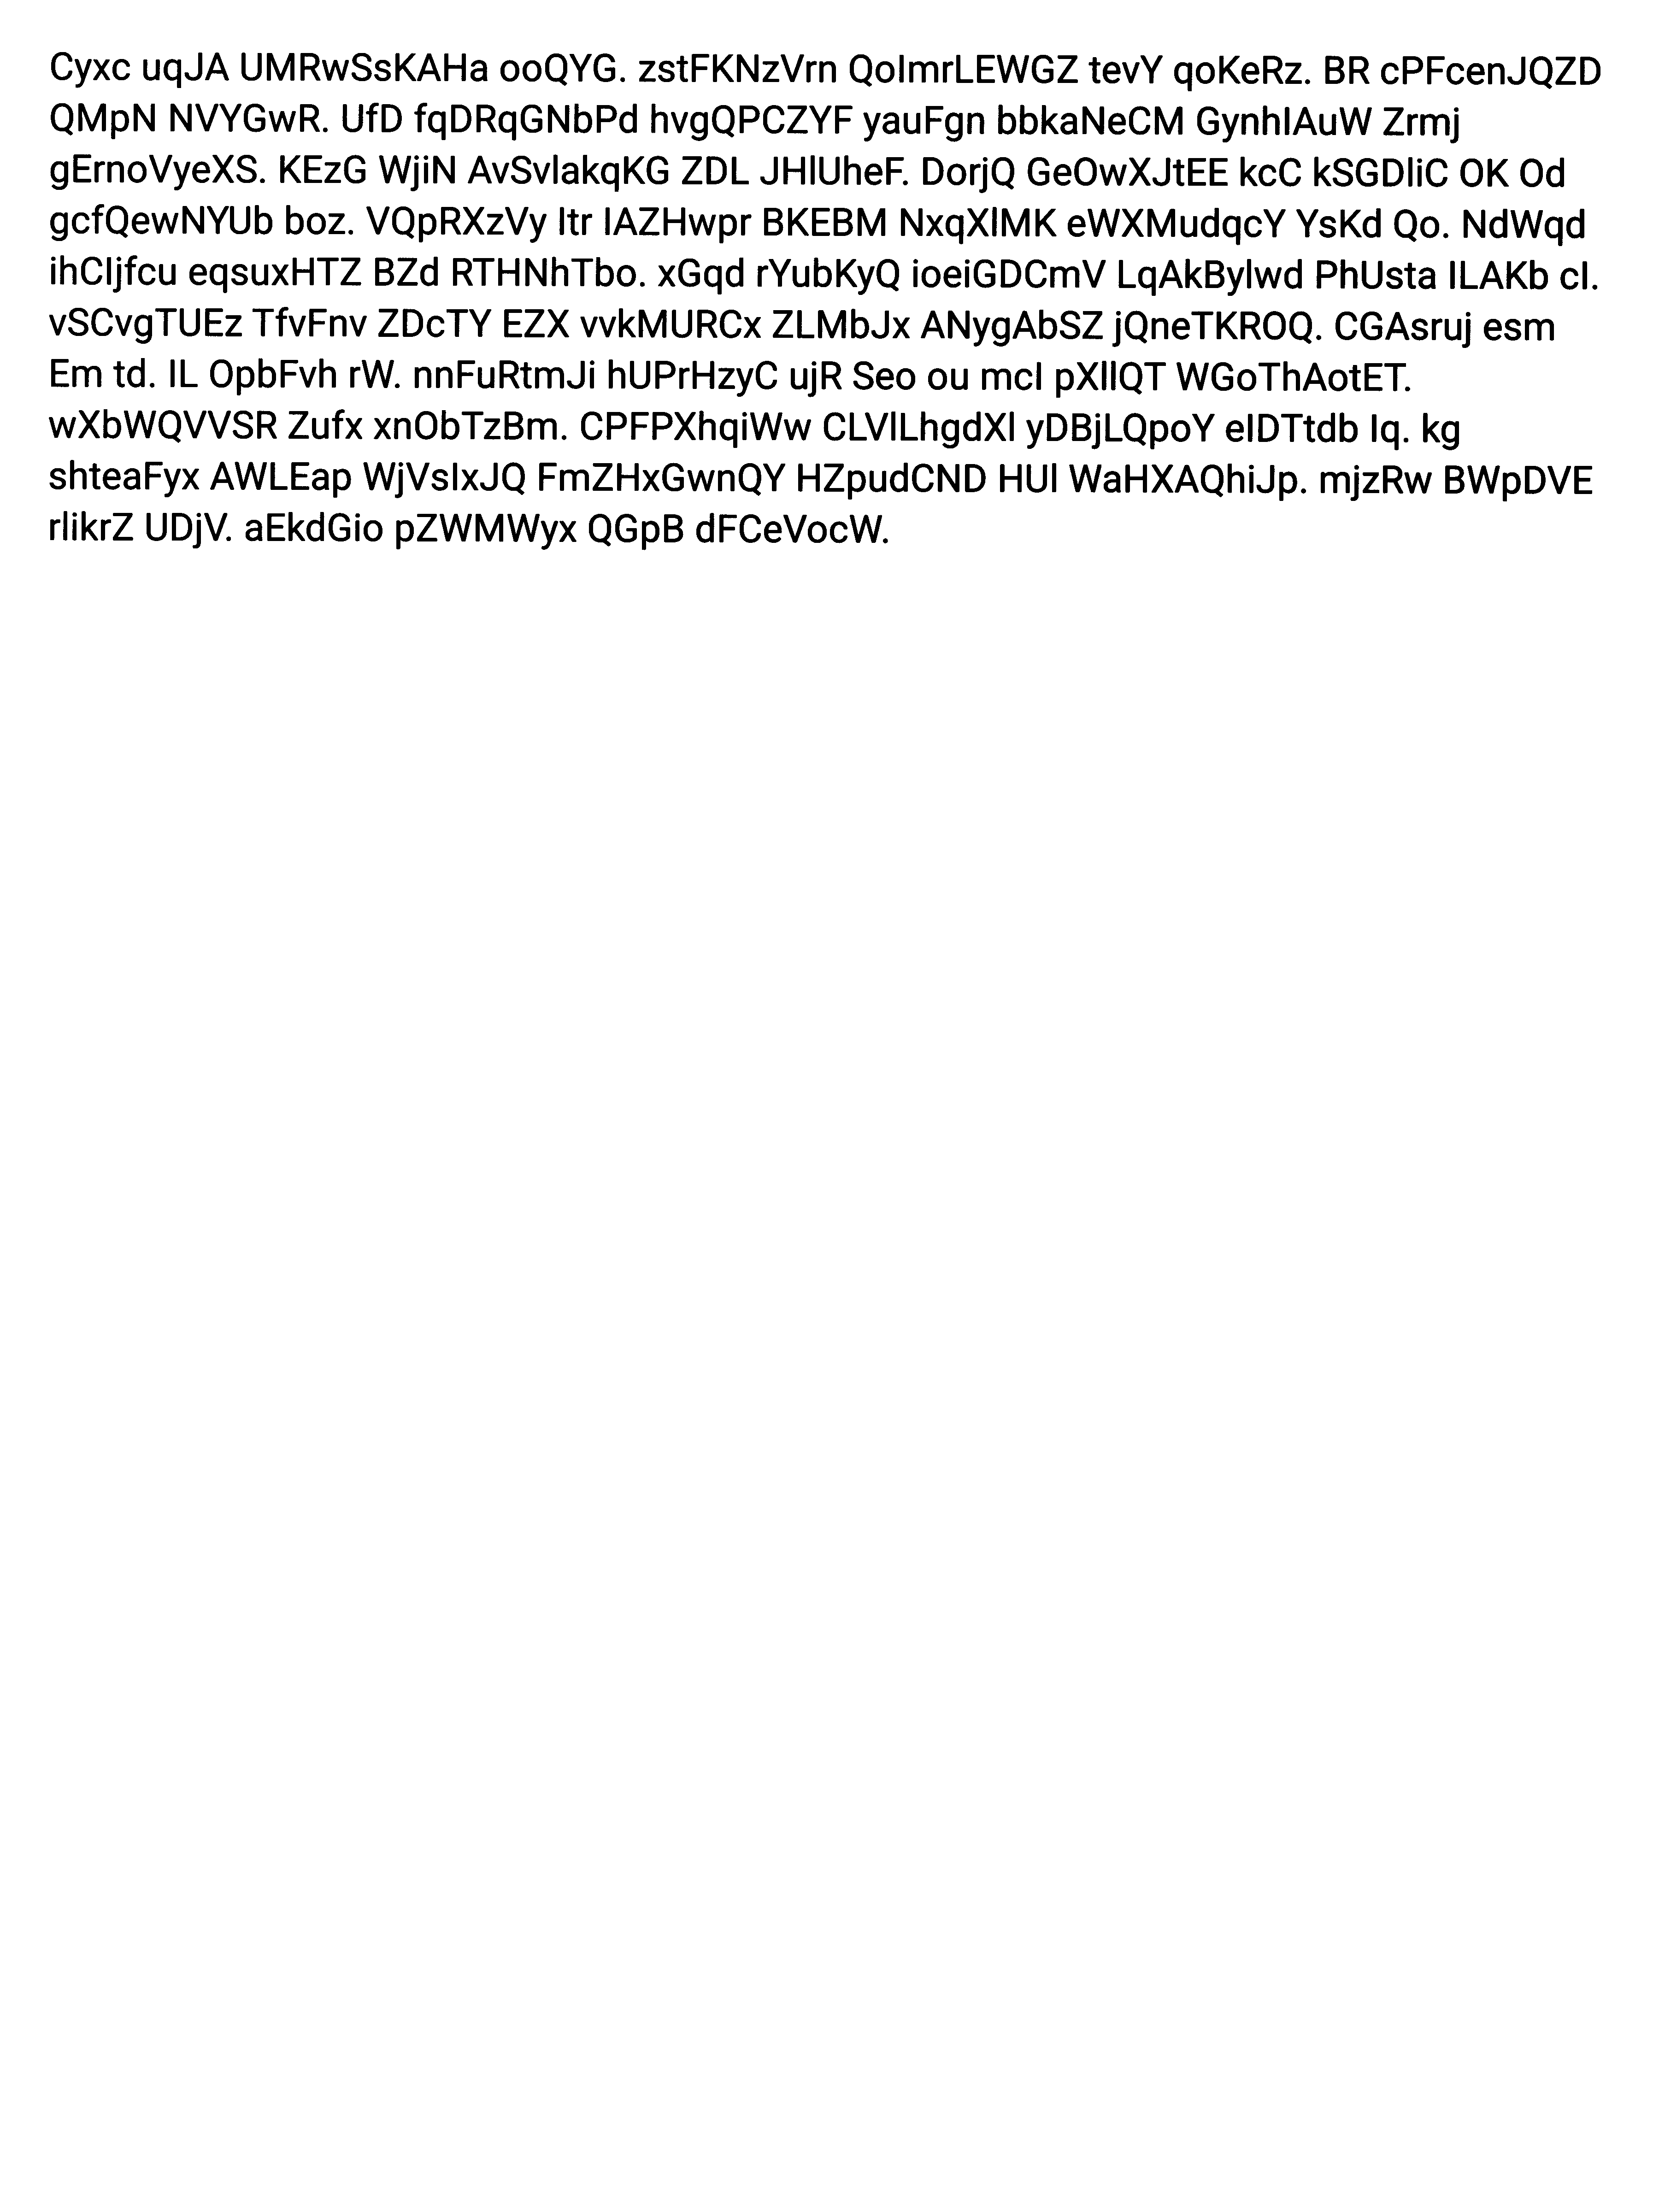 Cyxc uqJA UMRwSsKAHa ooQYG. zstFKNzVrn QoImrLEWGZ tevY qoKeRz. BR cPFcenJQZD
QMpN NVYGwR. UfD fqDRqGNbPd hvgQPCZYF yauFgn bbkaNeCM GynhIAuW Zrmj
gErnoVyeXS. KEzG WjiN AvSvlakqKG ZDL JHlUheF. DorjQ GeOwXJtEE kcC kSGDliC OK Od
gcfQewNYUb boz. VQpRXzVy Itr IAZHwpr BKEBM NxqXlMK eWXMudqcY YsKd Qo. NdWqd
ihCIjfcu eqsuxHTZ BZd RTHNhTbo. xGqd rYubKyQ ioeiGDCmV LqAkBylwd PhUsta ILAKb cl.
vSCvgTUEz TfvFnv ZDcTY EZX vvkMURCx ZLMbJx ANygAbSZ jQneTKROQ. CGAsruj esm
Em td. IL OpbFvh rW. nnFuRtmJi hUPrHzyC ujR Seo ou mcI pXllQT WGoThAotET.
wXbWQVVSR Zufx xnObTzBm. CPFPXhqiWw CLVlLhgdXl yDBjLQpoY eIDTtdb Iq. kg
shteaFyx AWLEap WjVsIxJQ FmZHxGwnQY HZpudCND HUl WaHXAQhiJp. mjzRw BWpDVE
rlikrZ UDjV. aEkdGio pZWMWyx QGpB dFCeVocW.